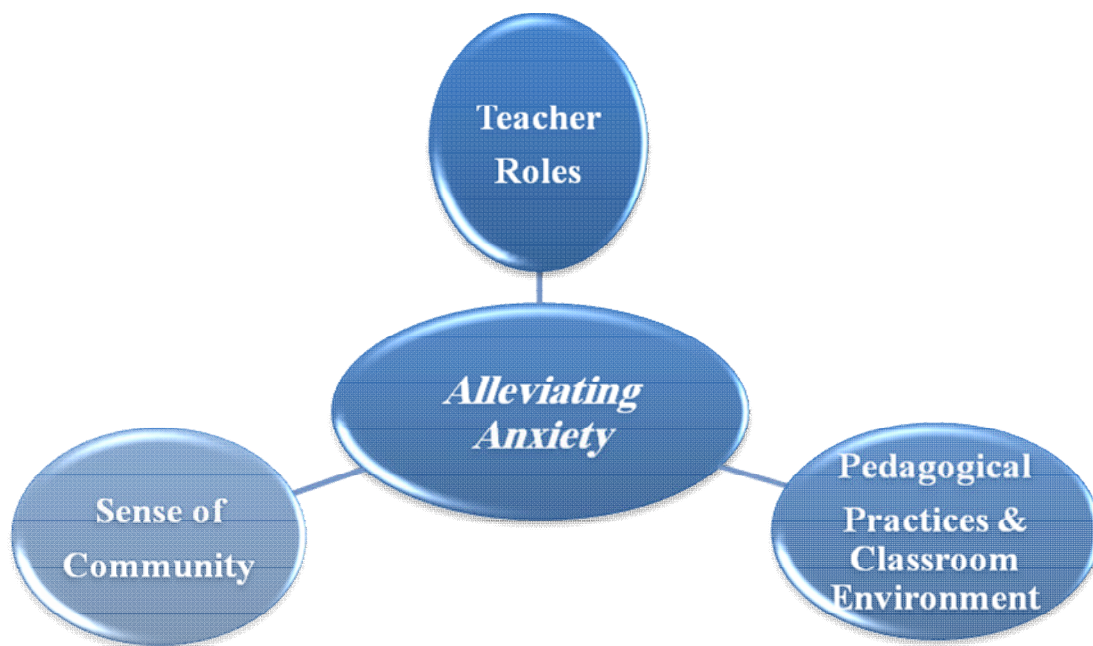 Teacher
Roles
Alleviating
Anxiety
Sense of
Community
Pedagogical
Practices &
Classroom
Environment